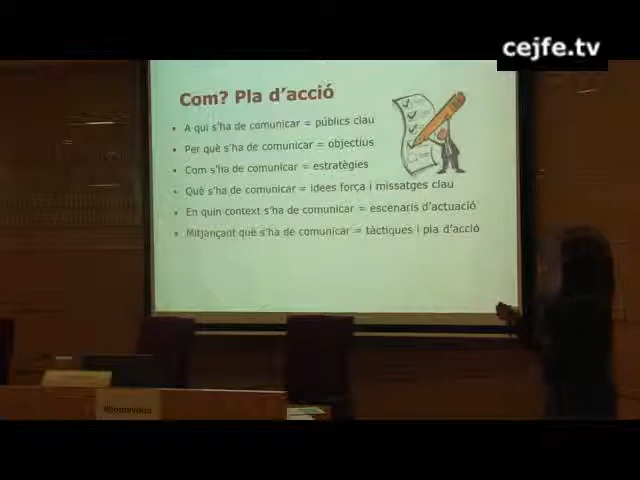 cejfe.tv
Com? Pla d'acció
• A qui s'ha de comunicar = públics clau
• Per què s'ha de comunicar = objectius
• Com s'ha de comunicar = estratègies
• Què s'ha de comunicar = idees força i missatges clau
• En quin context s'ha de comunicar = escenaris d'actuació
• Mitjançant què s'ha de comunicar = tàctiques i pla d'acció